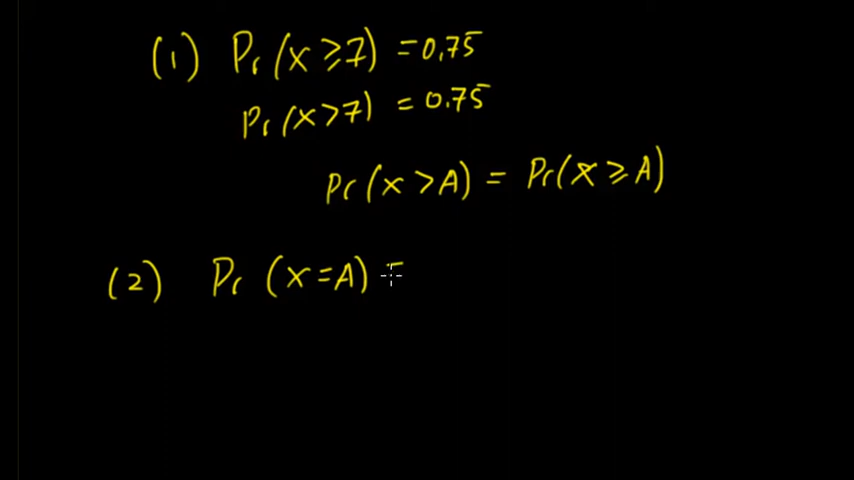 (1) Pr(x≥7) =0.75
Pr(x>7) = 0.75
Pr(x>A) = Pr(x≥A)
(2) Pr (x=A) =